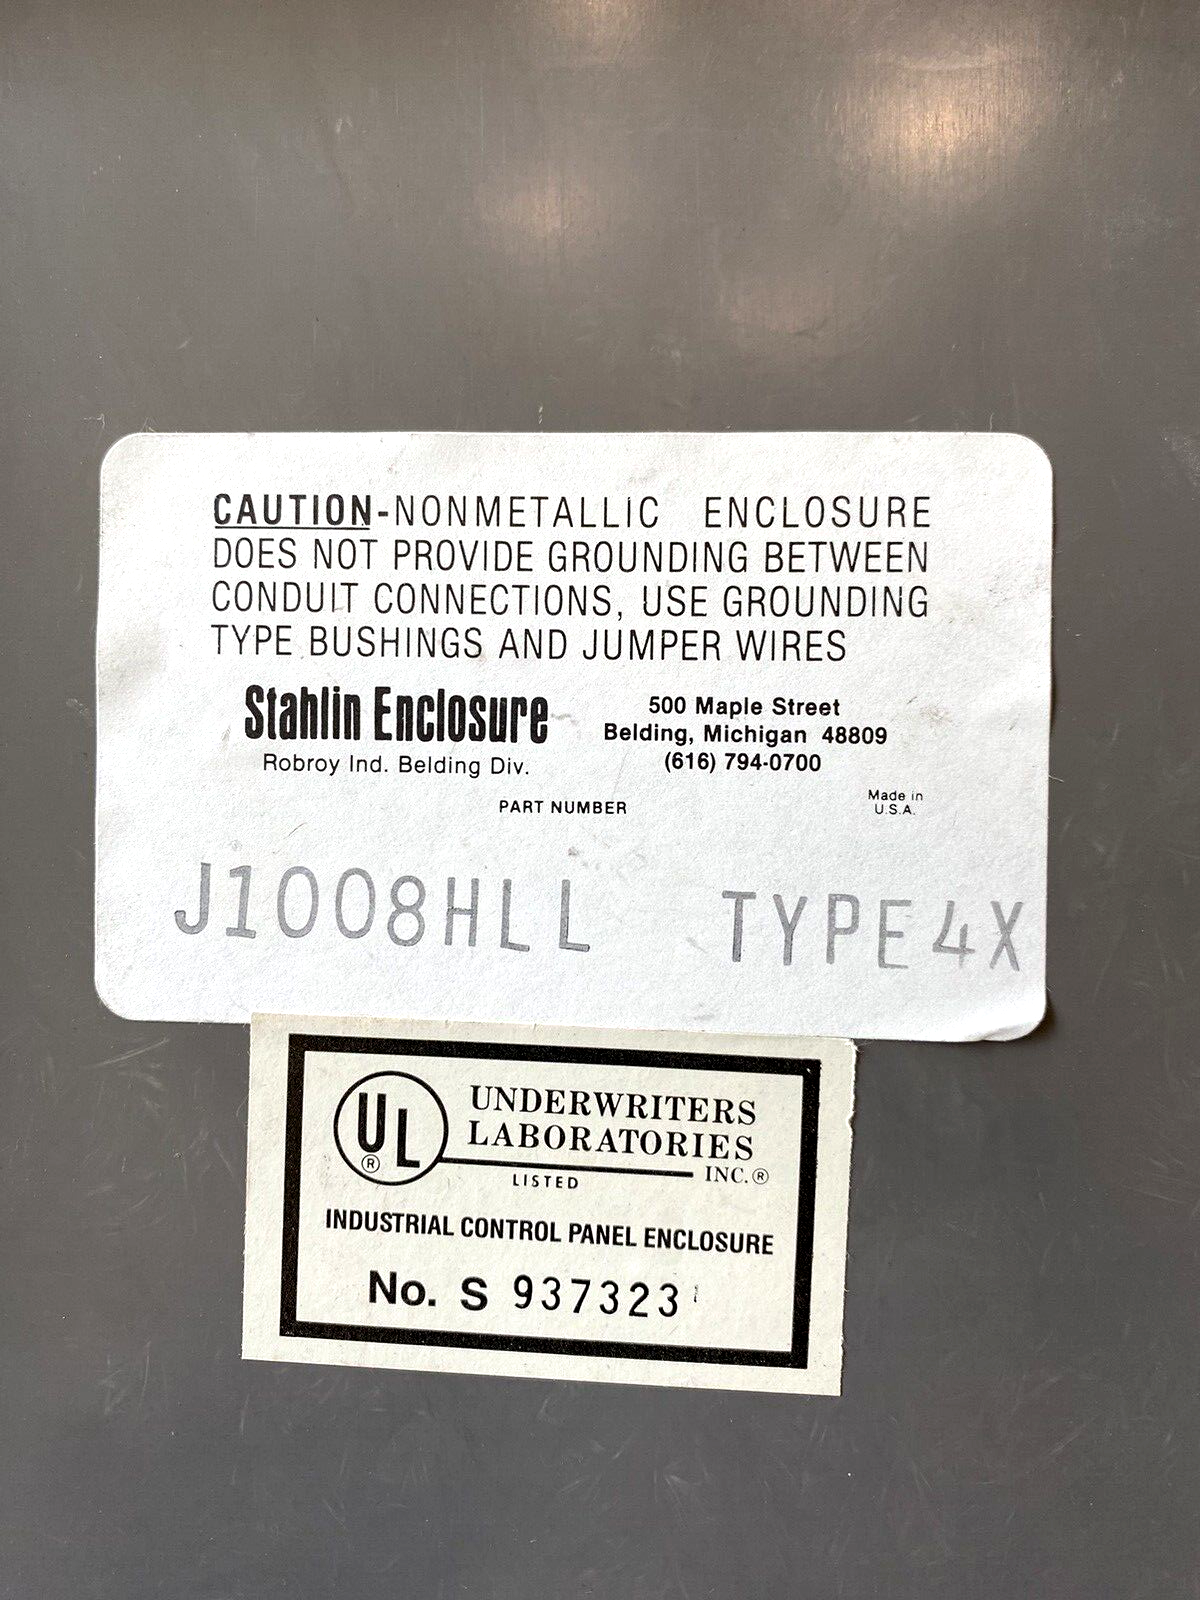 CAUTION-NONMETALLIC ENCLOSURE
DOES NOT PROVIDE GROUNDING BETWEEN
CONDUIT CONNECTIONS, USE GROUNDING
TYPE BUSHINGS AND JUMPER WIRES
Stahlin Enclosure
Robroy Ind. Belding Div.
500 Maple Street
Belding, Michigan 48809
(616) 794-0700
PART NUMBER
Made in
U.S.A.
J1008HLL TYPE4X
UL®
UNDERWRITERS
LABORATORIES
INC.®
LISTED
INDUSTRIAL CONTROL PANEL ENCLOSURE
No. S 937323